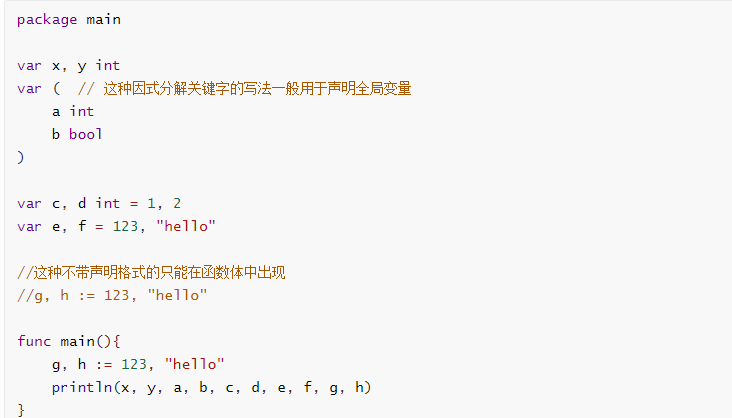 package main
var x, y int
var (  // 这种因式分解关键字的写法一般用于声明全局变量
    a int
    b bool
)
var c, d int = 1, 2
var e, f = 123, "hello"
//这种不带声明格式的只能在函数体中出现
//g, h := 123, "hello"
func main(){
    g, h := 123, "hello"
    println(x, y, a, b, c, d, e, f, g, h)
}